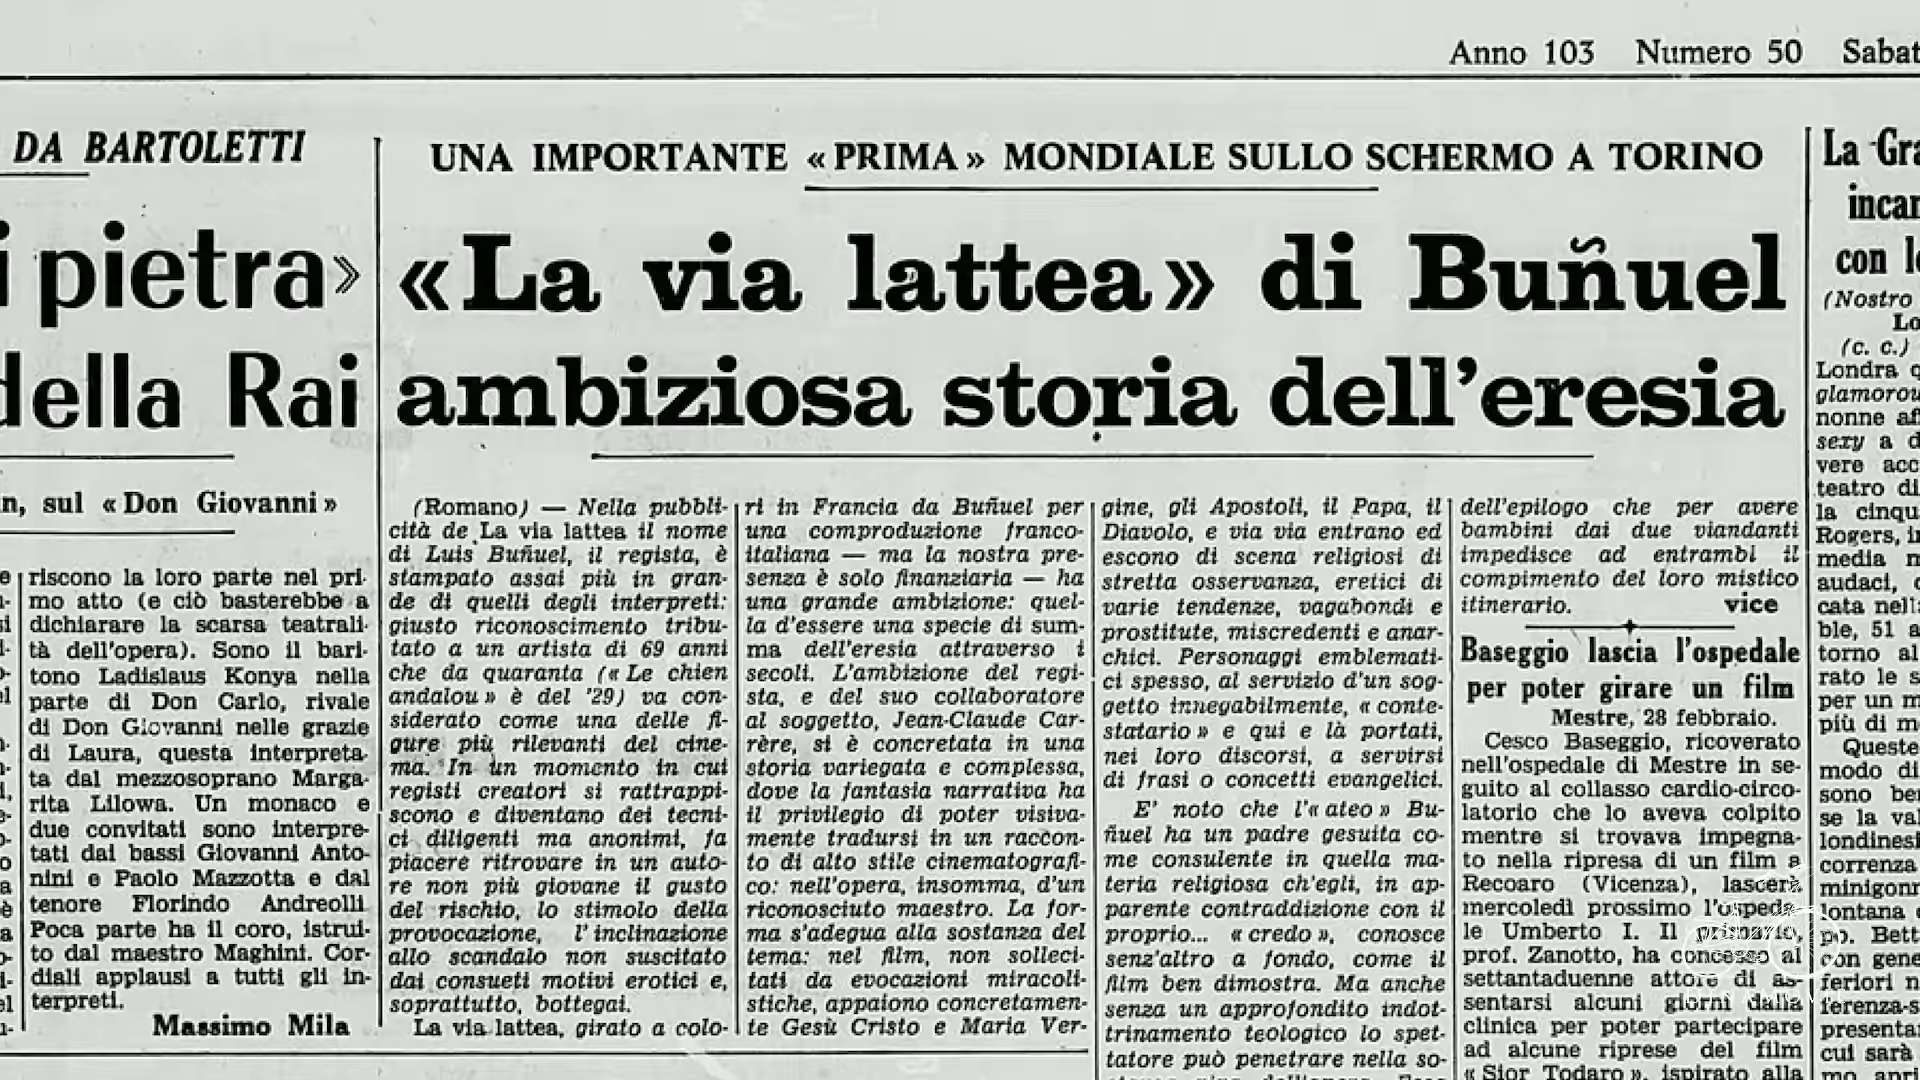 Anno 103 Numero 50
DA BARTOLETTI
pietra»
della Rai
sul «Don Giovanni»
riscono la loro parte nel pri-
mo atto (e ciò basterebbe a
dichiarare la scarsa teatrali-
tà dell'opera). Sono il bari-
tono Ladislaus Konya nella
parte di Don Carlo, rivale
di Don Giovanni nelle grazie
di Laura, questa interpreta-
ta dal mezzosoprano Marga-
rita Lilowa. Un monaco e
due convitati sono interpre-
tati dai bassi Giovanni Anto-
nini e Paolo Mazzotta e dal
tenore Florindo Andreolli
Poca parte ha il coro, istrui-
to dal maestro Maghini. Cor-
diali applausi a tutti gli in-
terpreti.
Massimo Mila
UNA IMPORTANTE «PRIMA» MONDIALE SULLO SCHERMO A TORINO
«La via lattea» di Buñuel
ambiziosa storia dell'eresia
(Romano) — Nella pubbli-
cità de La via lattea il nome
di Luis Buñuel, il regista, è
stampato assai più in gran-
de di quelli degli interpreti:
giusto riconoscimento tribu-
tato a un artista di 69 anni
che da quaranta («Le chien
andalou» è del '29) va con-
siderato come una delle fi-
gure più rilevanti del cine-
ma. In un momento in cui
registi creatori si rattrappi-
scono e diventano dei tecni-
ci diligenti ma anonimi, fa
piacere ritrovare in un auto-
re non più giovane il gusto
del rischio, lo stimolo della
provocazione, l'inclinazione
allo scandalo non suscitato
dai consueti motivi erotici e,
soprattutto, bottegai.
La via lattea, girato a colo-
ri in Francia da Buñuel per
una comproduzione franco-
italiana — ma la nostra pre-
senza è solo finanziaria — ha
una grande ambizione: quel-
la d'essere una specie di sum-
ma dell'eresia attraverso i
secoli. L'ambizione del regi-
sta, e del suo collaboratore
al soggetto, Jean-Claude Car-
rère, si è concretata in una
storia variegata e complessa,
dove la fantasia narrativa ha
il privilegio di poter visiva-
mente tradursi in un raccon-
to di alto stile cinematografi-
co: nell'opera, insomma, d'un
riconosciuto maestro. La for-
ma s'adegua alla sostanza del
tema: nel film, non solleci-
tati da evocazioni miracoli-
stiche, appaiono concretamen-
te Gesù Cristo e Maria Ver-
gine, gli Apostoli, il Papa, il
Diavolo, e via via entrano ed
escono di scena religiosi di
stretta osservanza, eretici di
varie tendenze, vagabondi e
prostitute, miscredenti e anar-
chici. Personaggi emblemati-
ci spesso, al servizio d'un sog-
getto innegabilmente, «conte-
statario» e qui e là portati,
nei loro discorsi, a servirsi
di frasi o concetti evangelici.
E' noto che l'«ateo» Bu-
ñuel ha un padre gesuita co-
me consulente in quella ma-
teria religiosa ch'egli, in ap-
parente contraddizione con il
proprio... «credo», conosce
senz'altro a fondo, come il
film ben dimostra. Ma anche
senza un approfondito indot-
trinamento teologico lo spet-
tatore può penetrare nella so-
dell'epilogo che per avere
bambini dai due viandanti
impedisce ad entrambi il
compimento del loro mistico
itinerario. vice
Baseggio lascia l'ospedale
per poter girare un film
Mestre, 28 febbraio.
Cesco Baseggio, ricoverato
nell'ospedale di Mestre in se-
guito al collasso cardio-circo-
latorio che lo aveva colpito
mentre si trovava impegna-
to nella ripresa di un film a
Recoaro (Vicenza), lascerà
mercoledì prossimo l'ospeda-
le Umberto I. Il primario,
prof. Zanotto, ha concesso al
settantaduenne attore di as-
sentarsi alcuni giorni dalla
clinica per poter partecipare
ad alcune riprese del film
«Sior Todaro», ispirato alla
La
con
(Nostro
(c. c.)
Londra
nonne
sexy a
vere
teatro di
la
Rogers,
media
audaci,
cata
ble, 51
torno
rato le
per un
più di
Queste
modo di
sono
se la
correnza
lontana
po.
con
feriori
cui sarà